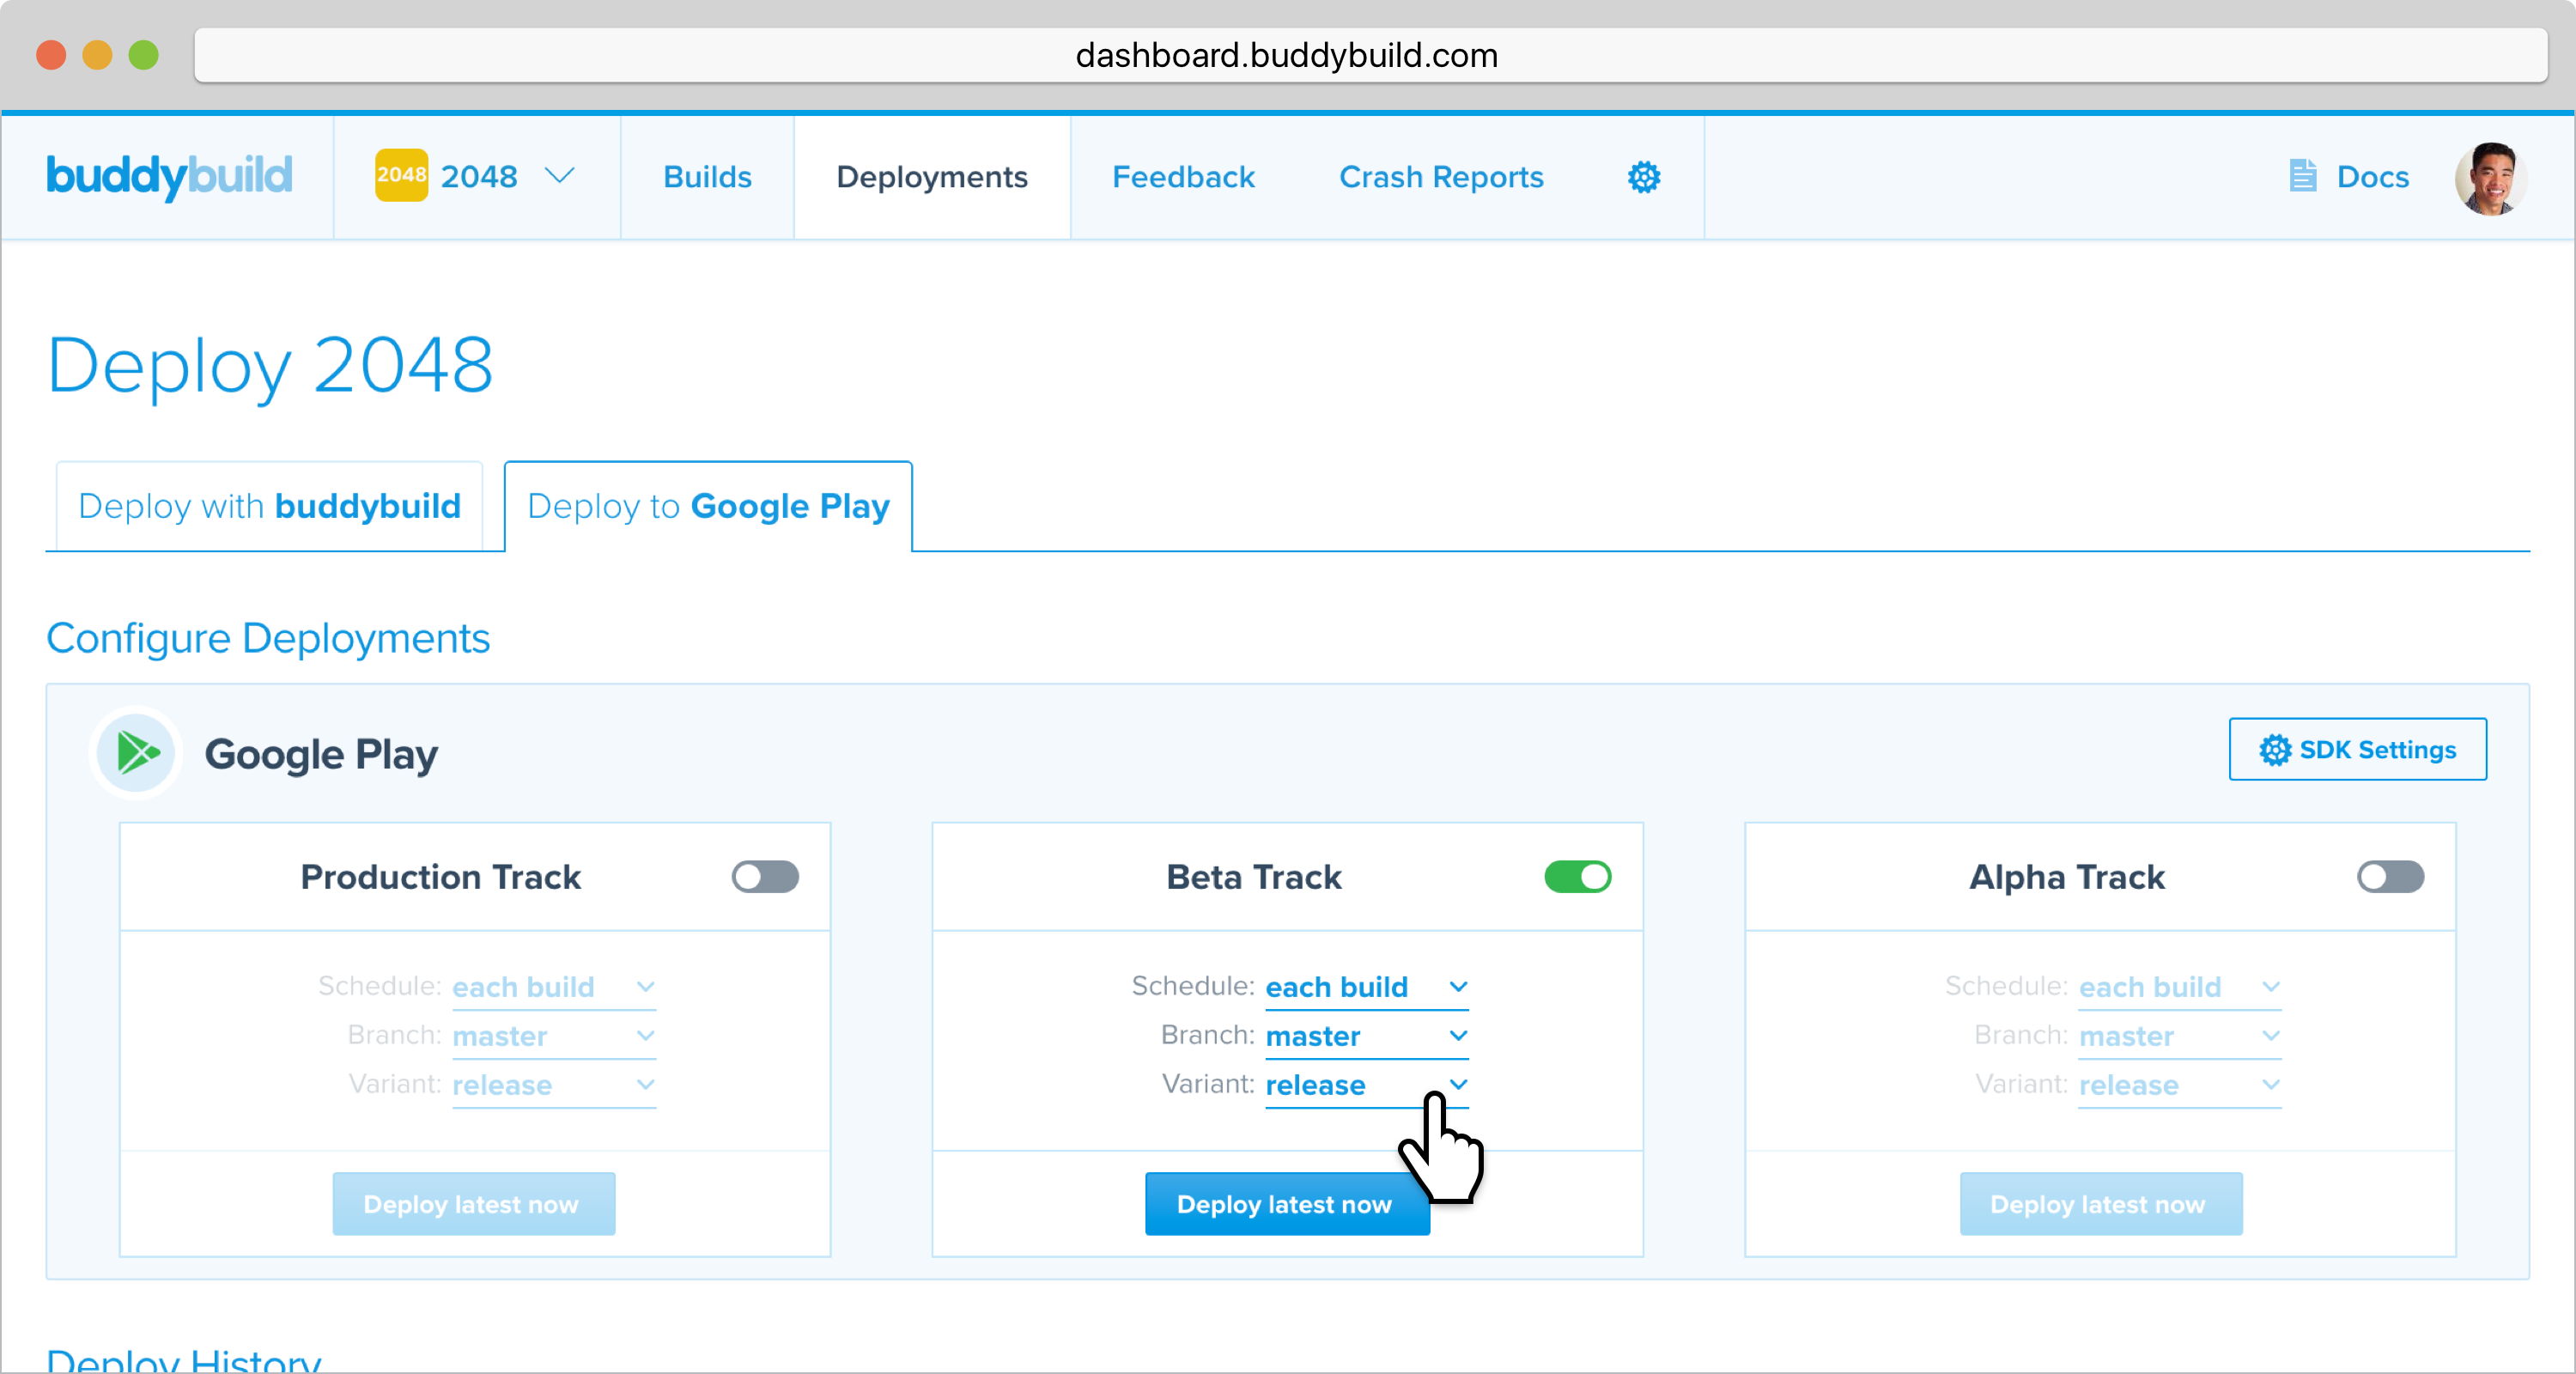 dashboard.buddybuild.com
buddybuild
2048 2048
Builds
Deployments
Feedback
Crash Reports
Docs
Deploy 2048
Deploy with buddybuild
Deploy to Google Play
Configure Deployments
Google Play
SDK Settings
Production Track
Schedule: each build
Branch: master
Variant: release
Deploy latest now
Beta Track
Schedule: each build
Branch: master
Variant: release
Deploy latest now
Alpha Track
Schedule: each build
Branch: master
Variant: release
Deploy latest now
Deploy History